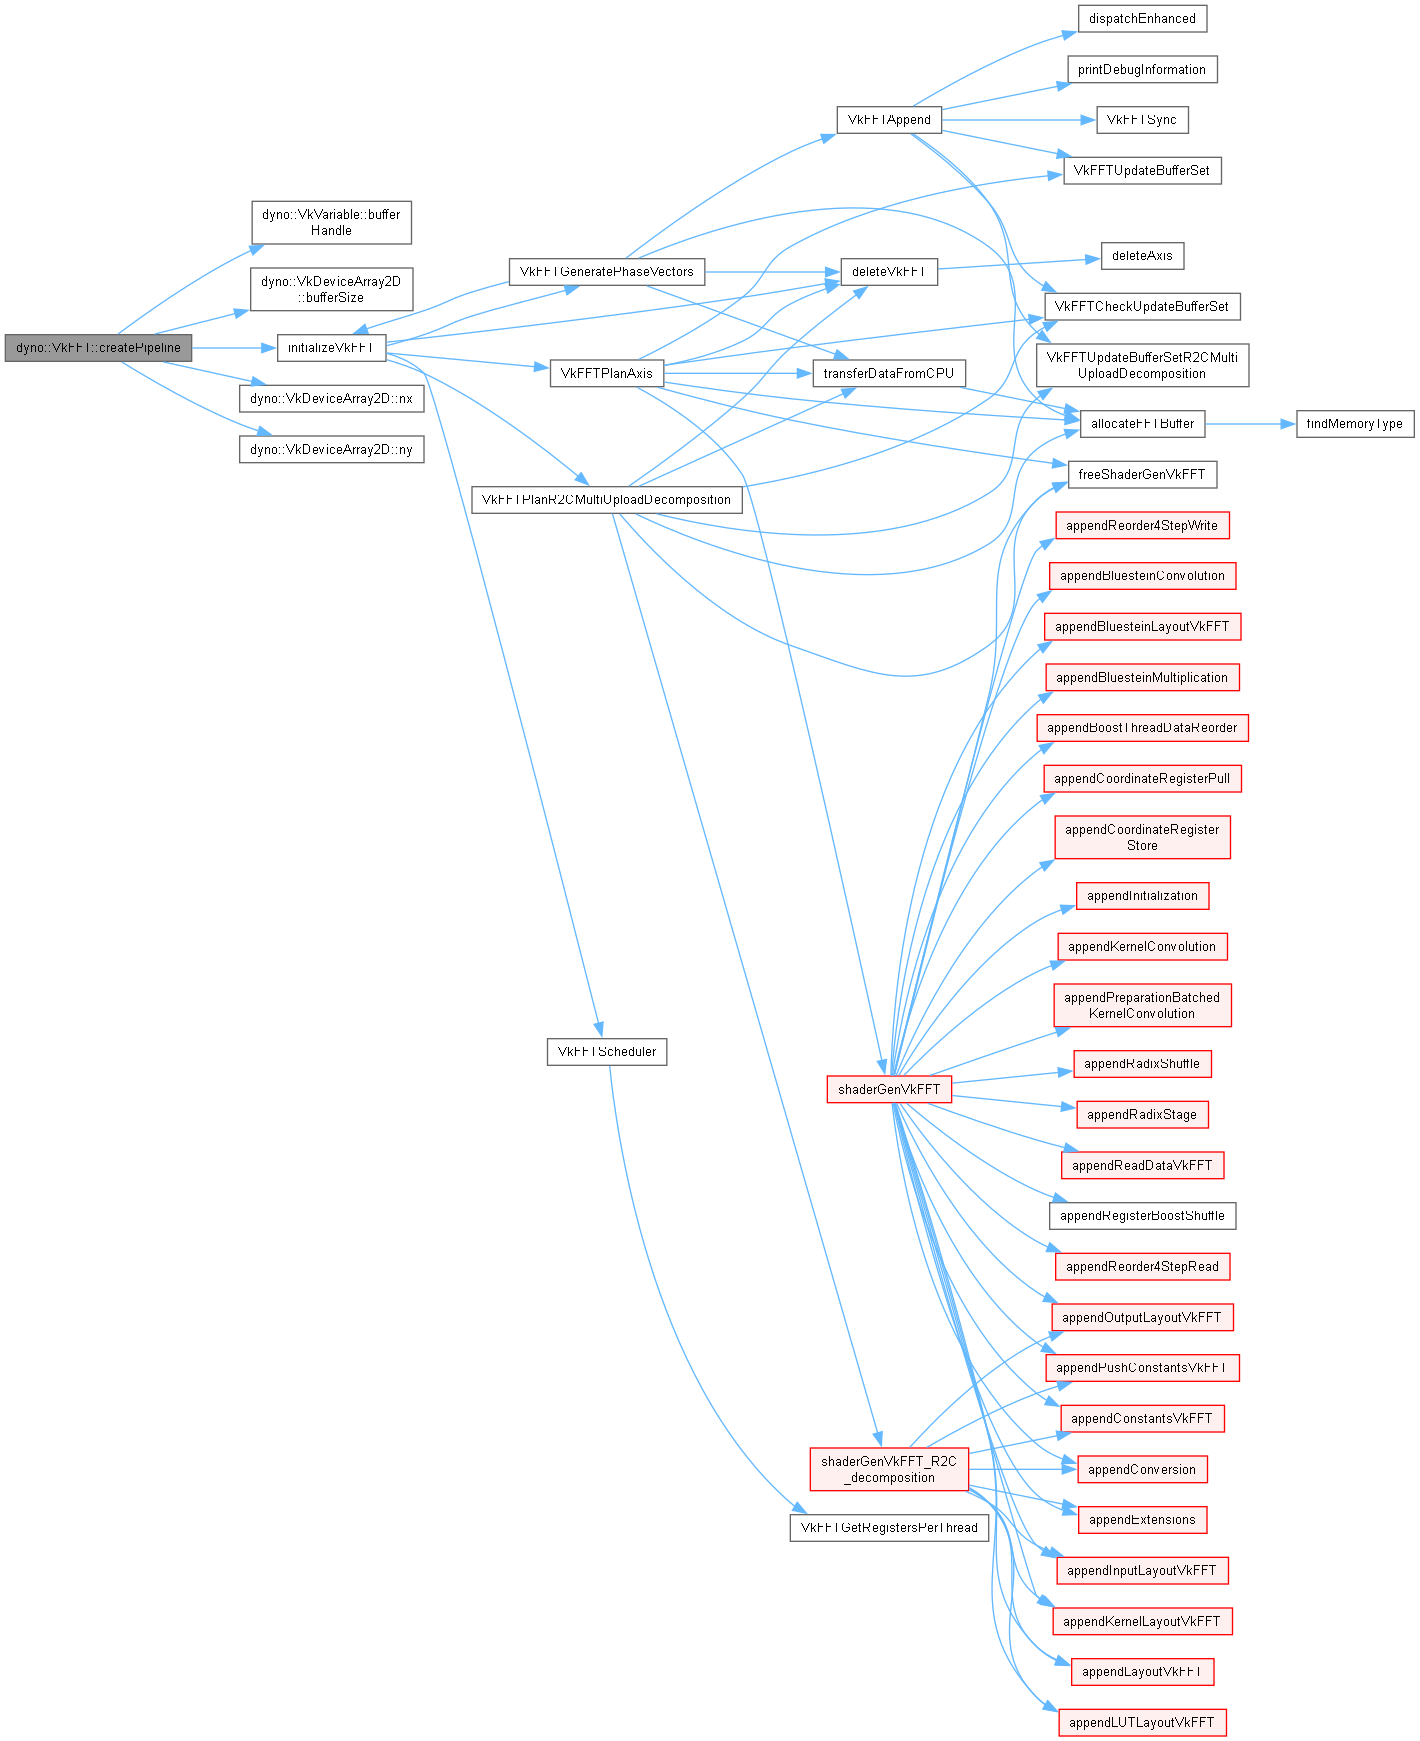 dyno::VkFFT::createPipeline
dyno::VkVariable::buffer
Handle
dyno::VkDeviceArray2D
::bufferSize
initializeVkFFT
dyno::VkDeviceArray2D::nx
dyno::VkDeviceArray2D::ny
VkFFTGeneratePhaseVectors
VkFFTPlanAxis
VkFFTPlanR2CMultiUploadDecomposition
VkFFTScheduler
VkFFTAppend
deleteVkFFT
transferDataFromCPU
shaderGenVkFFT
shaderGenVkFFT_R2C
_decomposition
VkFFTGetRegistersPerThread
dispatchEnhanced
printDebugInformation
VkFFTSync
VkFFTUpdateBufferSet
deleteAxis
VkFFTCheckUpdateBufferSet
VkFFTUpdateBufferSetR2CMulti
UploadDecomposition
allocateFFTBuffer
findMemoryType
freeShaderGenVkFFT
appendReorder4StepWrite
appendBluesteinConvolution
appendBluesteinLayoutVkFFT
appendBluesteinMultiplication
appendBoostThreadDataReorder
appendCoordinateRegisterPull
appendCoordinateRegister
Store
appendInitialization
appendKernelConvolution
appendPreparationBatched
KernelConvolution
appendRadixShuffle
appendRadixStage
appendReadDataVkFFT
appendRegisterBoostShuffle
appendReorder4StepRead
appendOutputLayoutVkFFT
appendPushConstantsVkFFT
appendConstantsVkFFT
appendConversion
appendExtensions
appendInputLayoutVkFFT
appendKernelLayoutVkFFT
appendLayoutVkFFT
appendLUTLayoutVkFFT